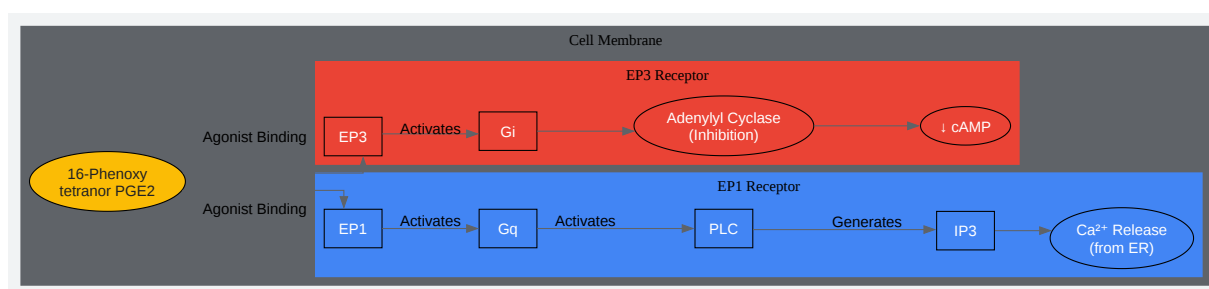 Cell Membrane
EP3 Receptor
Agonist Binding
EP3
Activates
Gi
Adenylyl Cyclase
(Inhibition)
↓ cAMP
16-Phenoxy
tetranor PGE2
EP1 Receptor
Agonist Binding
EP1
Activates
Gq
Activates
PLC
Generates
IP3
Ca²⁺ Release
(from ER)